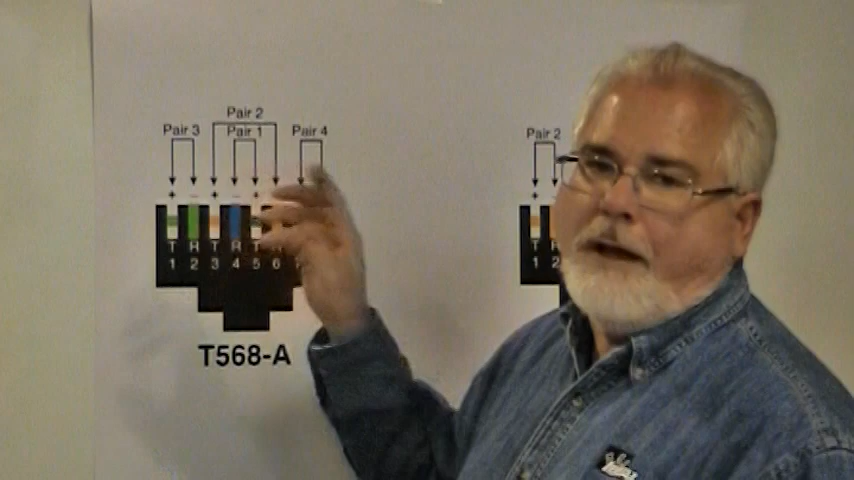 Pair 2
Pair 3 Pair 1 Pair 4
+ - + - +
T R T R T
1 2 3 4 5 6
T568-A
Pair 2
+
T
1 2